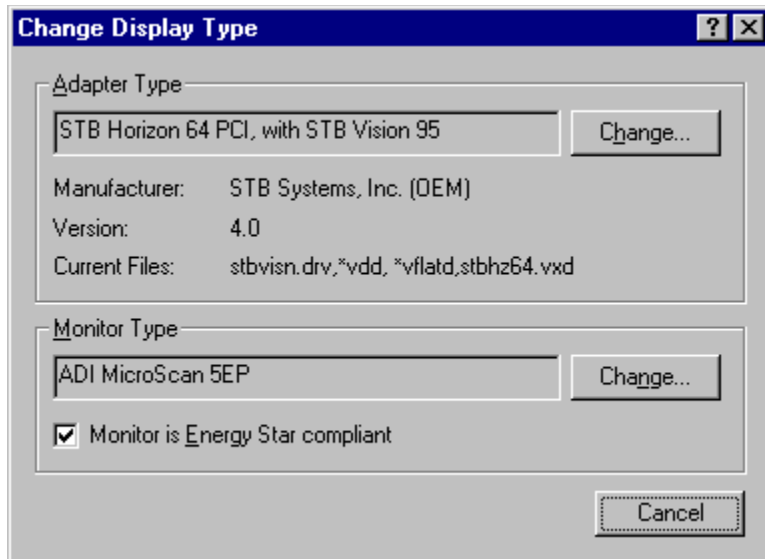 Change Display Type
Adapter Type
STB Horizon 64 PCI, with STB Vision 95
Change...
Manufacturer: STB Systems, Inc. (OEM)
Version: 4.0
Current Files: stbvisn.drv,*vdd, *vflatd,stbhz64.vxd
Monitor Type
ADI MicroScan 5EP
Change...
Monitor is Energy Star compliant
Cancel